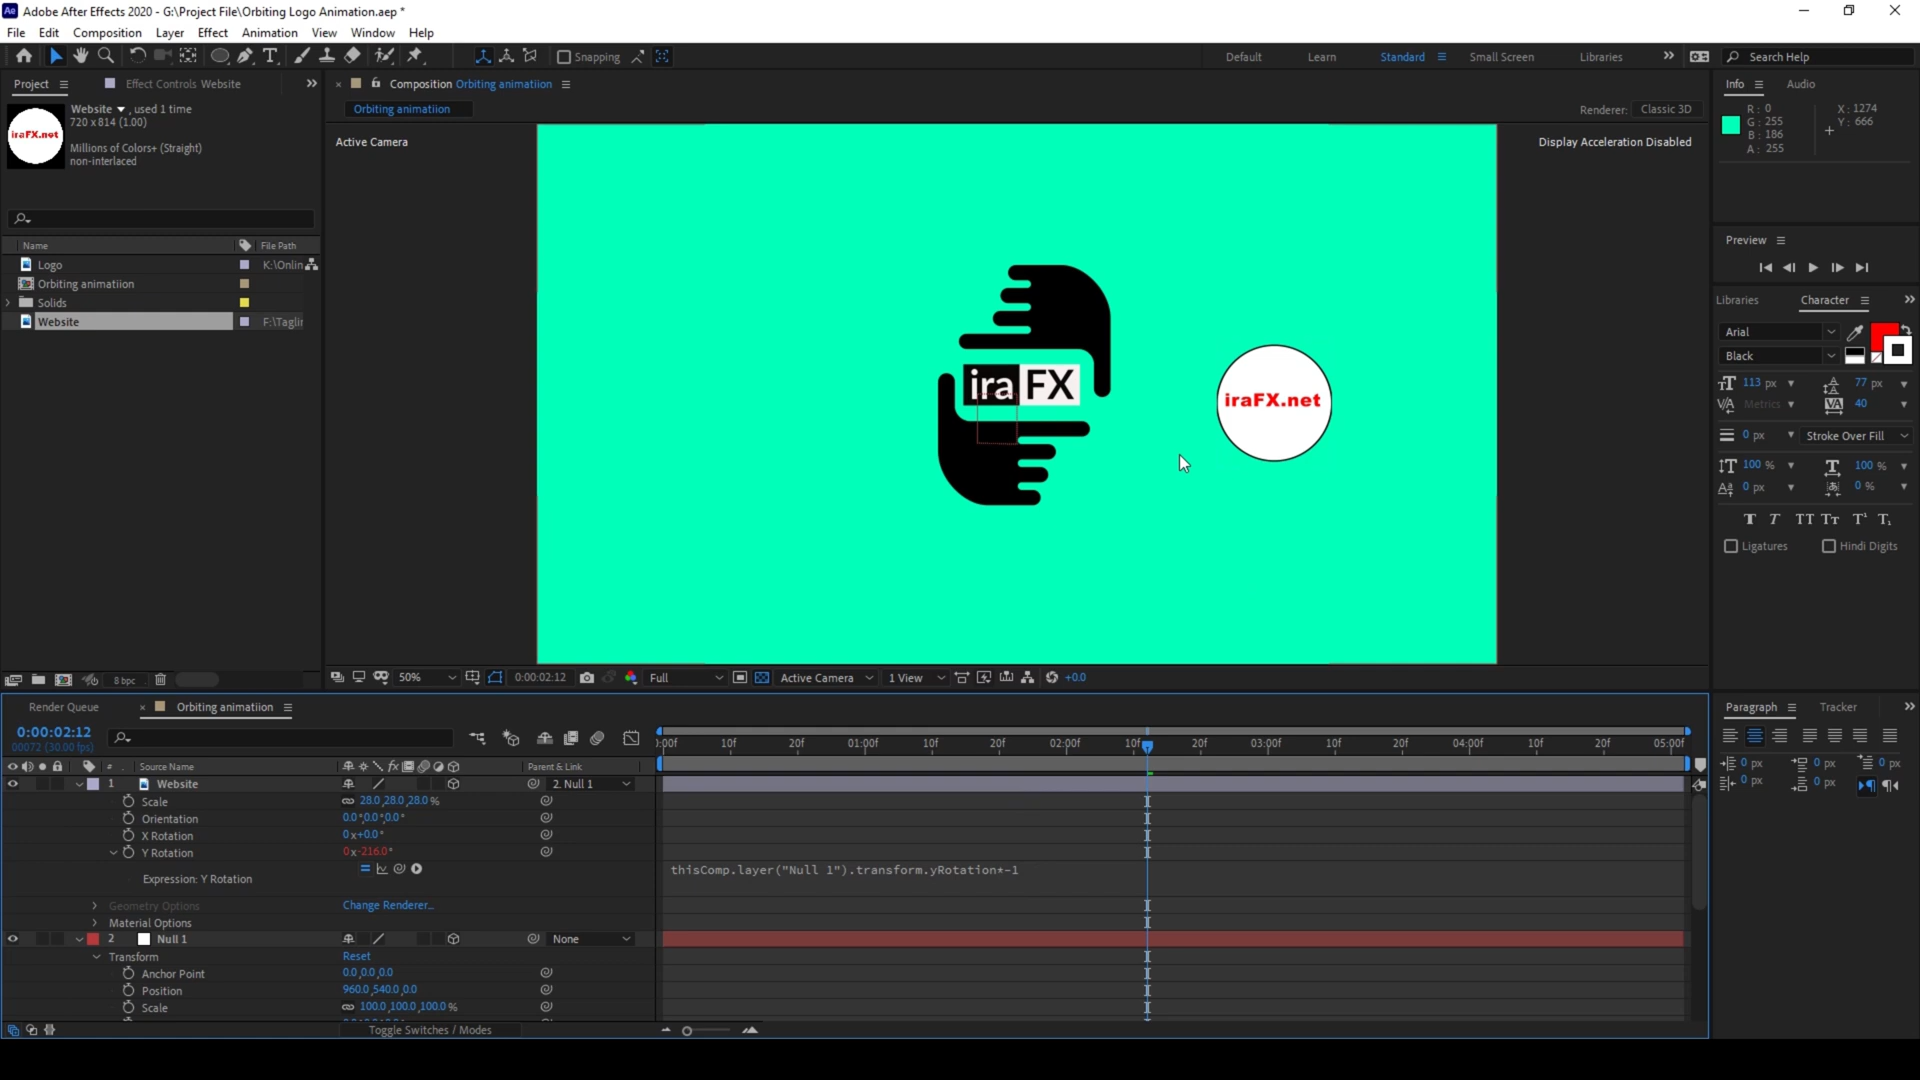 Ae Adobe After Effects 2020 - G:\Project File\Orbiting Logo Animation.aep *
File Edit Composition Layer Effect Animation View Window Help
Snapping Default Learn Standard Small Screen Libraries Search Help
Project Effect Controls Website
Composition Orbiting animatiion
Info Audio
Website , used 1 time
720 x 814 (1.00)
Millions of Colors+ (Straight)
non-interlaced
iraFX.net
Orbiting animatiion
Renderer: Classic 3D
Active Camera
Display Acceleration Disabled
R: 0
G: 255
B: 186
A: 255
X: 1274
Y: 666
Name File Path
Logo K:\Onlin
Orbiting animatiion
Solids
Website F:\Taglir
ira FX
iraFX.net
Preview
Libraries Character
Arial
Black
113 px 77 px
Metrics 40
0 px Stroke Over Fill
100 % 100 %
0 px 0 %
T T TT Tт T¹ T₁
Ligatures Hindi Digits
8 bpc
50% 0:00:02:12 Full Active Camera 1 View +0.0
Render Queue Orbiting animatiion
Paragraph Tracker
0:00:02:12
00072 (30.00 fps)
:00f 10f 20f 01:00f 10f 20f 02:00f 10f 20f 03:00f 10f 20f 04:00f 10f 20f 05:00f
# Source Name Parent & Link
0 px 0 px 0 px
0 px 0 px
1 Website 2. Null 1
Scale 28.0,28.0,28.0 %
Orientation 0.0°,0.0°,0.0°
X Rotation 0x+0.0°
Y Rotation 0x-216.0°
Expression: Y Rotation thisComp.layer("Null 1").transform.yRotation*-1
Geometry Options Change Renderer...
Material Options
2 Null 1 None
Transform Reset
Anchor Point 0.0,0.0,0.0
Position 960.0,540.0,0.0
Scale 100.0,100.0,100.0 %
Toggle Switches / Modes